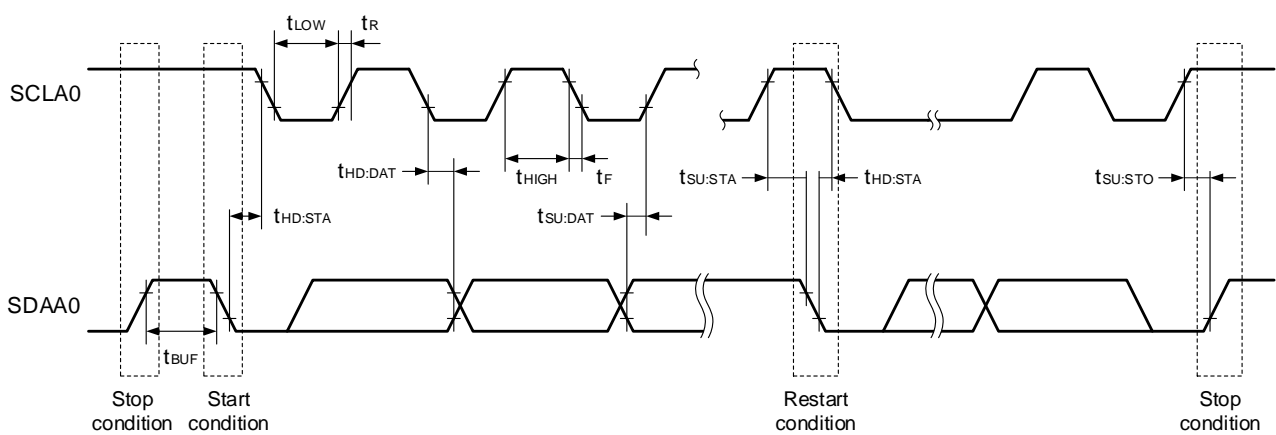 tLOW
tR
SCLA0
tHD:DAT
tHIGH
tF
tSU:STA
tHD:STA
tSU:STO
tHD:STA
tSU:DAT
SDAA0
tBUF
Stop
condition
Start
condition
Restart
condition
Stop
condition